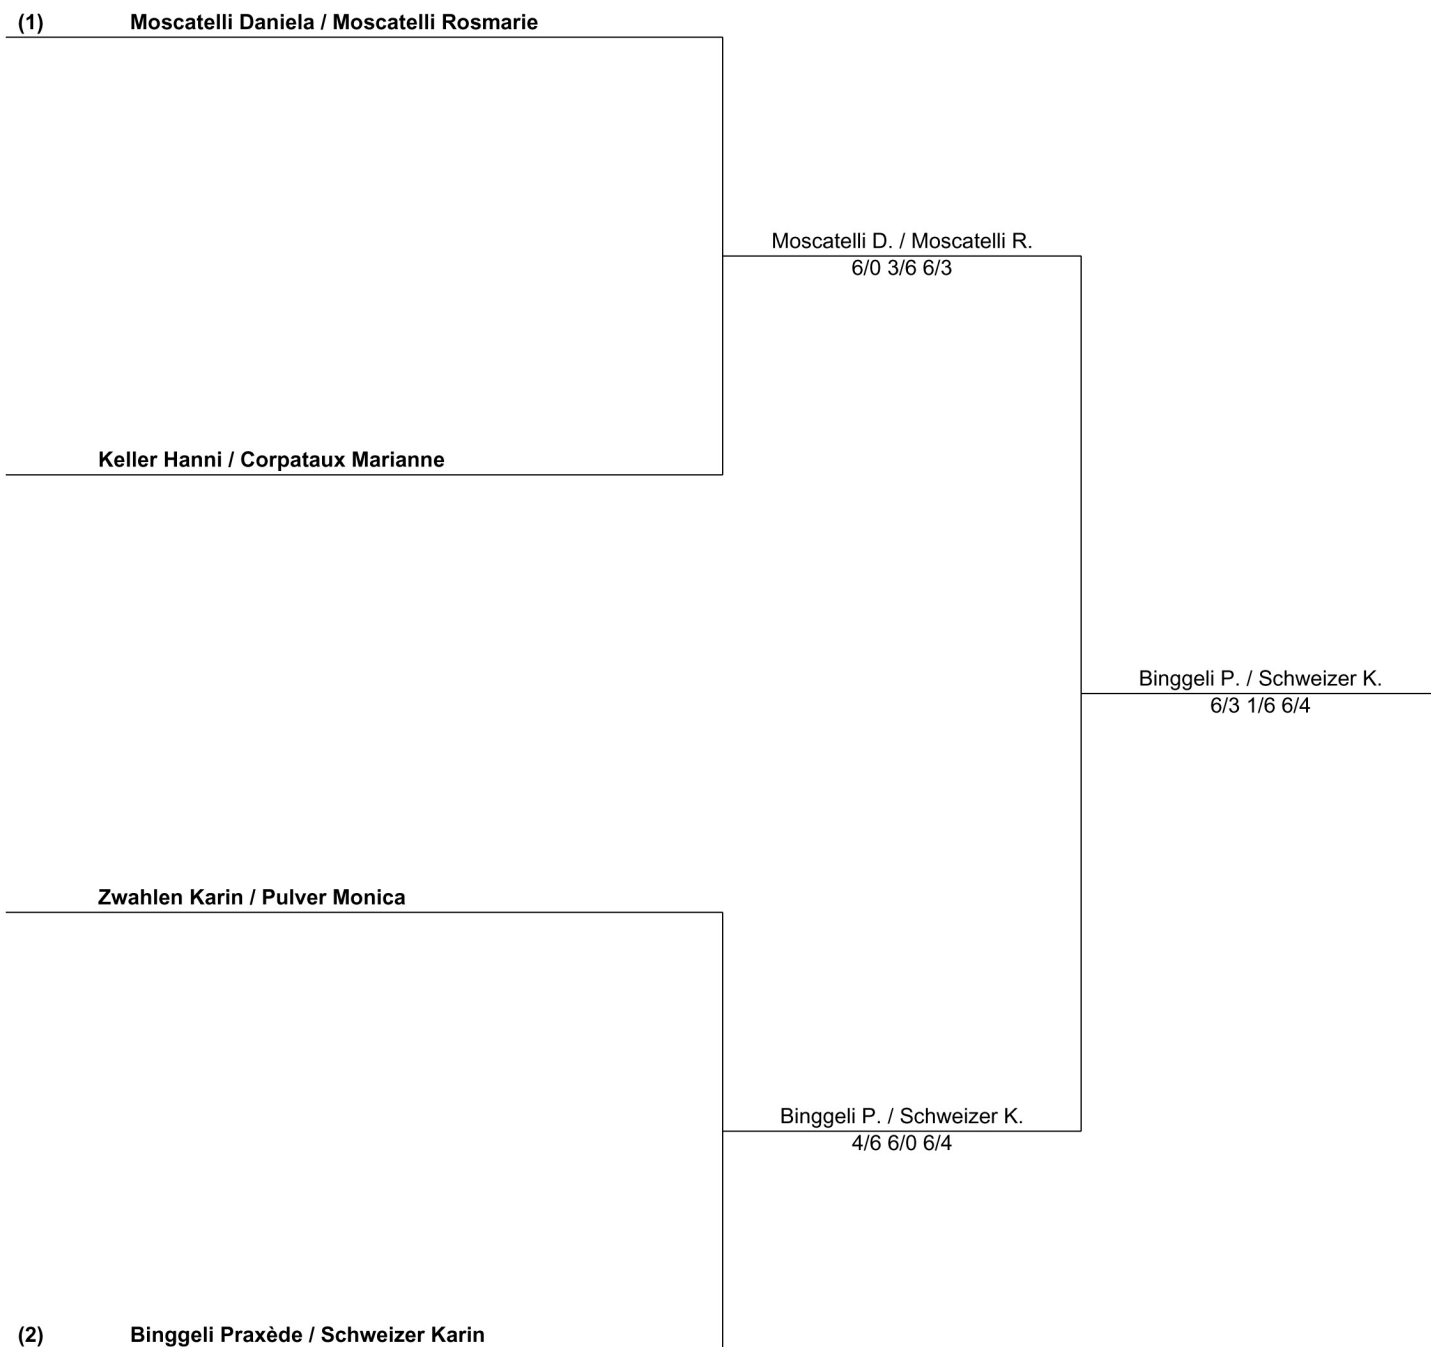 (1) Moscatelli Daniela / Moscatelli Rosmarie
Moscatelli D. / Moscatelli R.
6/0 3/6 6/3
Keller Hanni / Corpataux Marianne
Binggeli P. / Schweizer K.
6/3 1/6 6/4
Zwahlen Karin / Pulver Monica
Binggeli P. / Schweizer K.
4/6 6/0 6/4
(2) Binggeli Praxède / Schweizer Karin